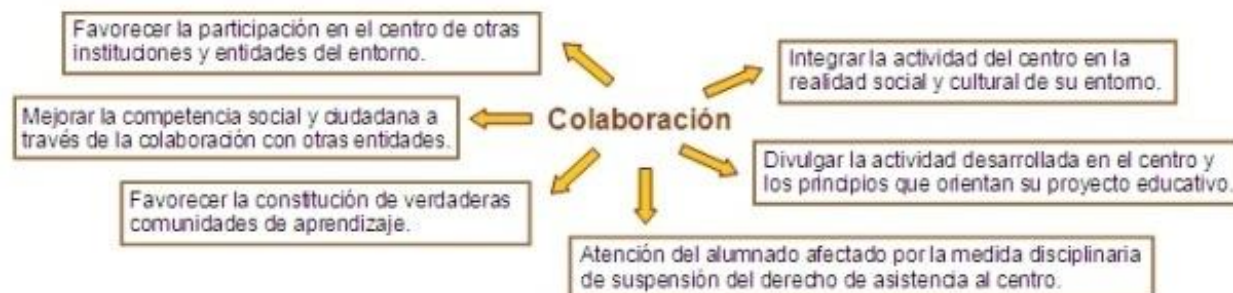 Favorecer la participación en el centro de otras
instituciones y entidades del entorno.
Integrar la actividad del centro en la
realidad social y cultural de su entorno.
Mejorar la competencia social y ciudadana a
través de la colaboración con otras entidades.
Colaboración
Divulgar la actividad desarrollada en el centro y
los principios que orientan su proyecto educativo.
Favorecer la constitución de verdaderas
comunidades de aprendizaje.
Atención del alumnado afectado por la medida disciplinaria
de suspensión del derecho de asistencia al centro.